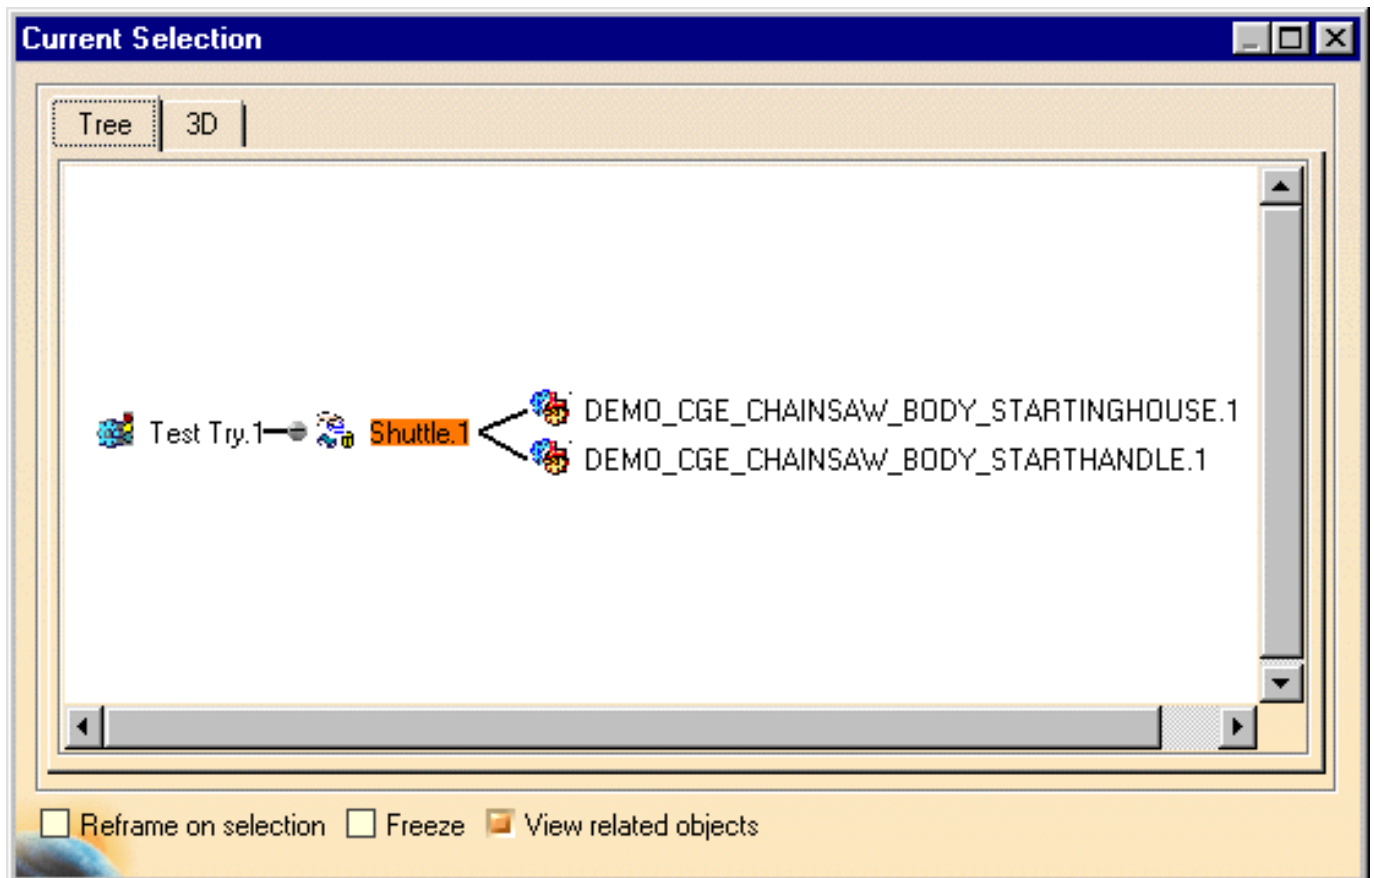 Current Selection
Tree 3D
DEMO_CGE_CHAINSAW_BODY_STARTINGHOUSE.1
Test Try.1 Shuttle.1
DEMO_CGE_CHAINSAW_BODY_STARTHANDLE.1
Reframe on selection Freeze View related objects